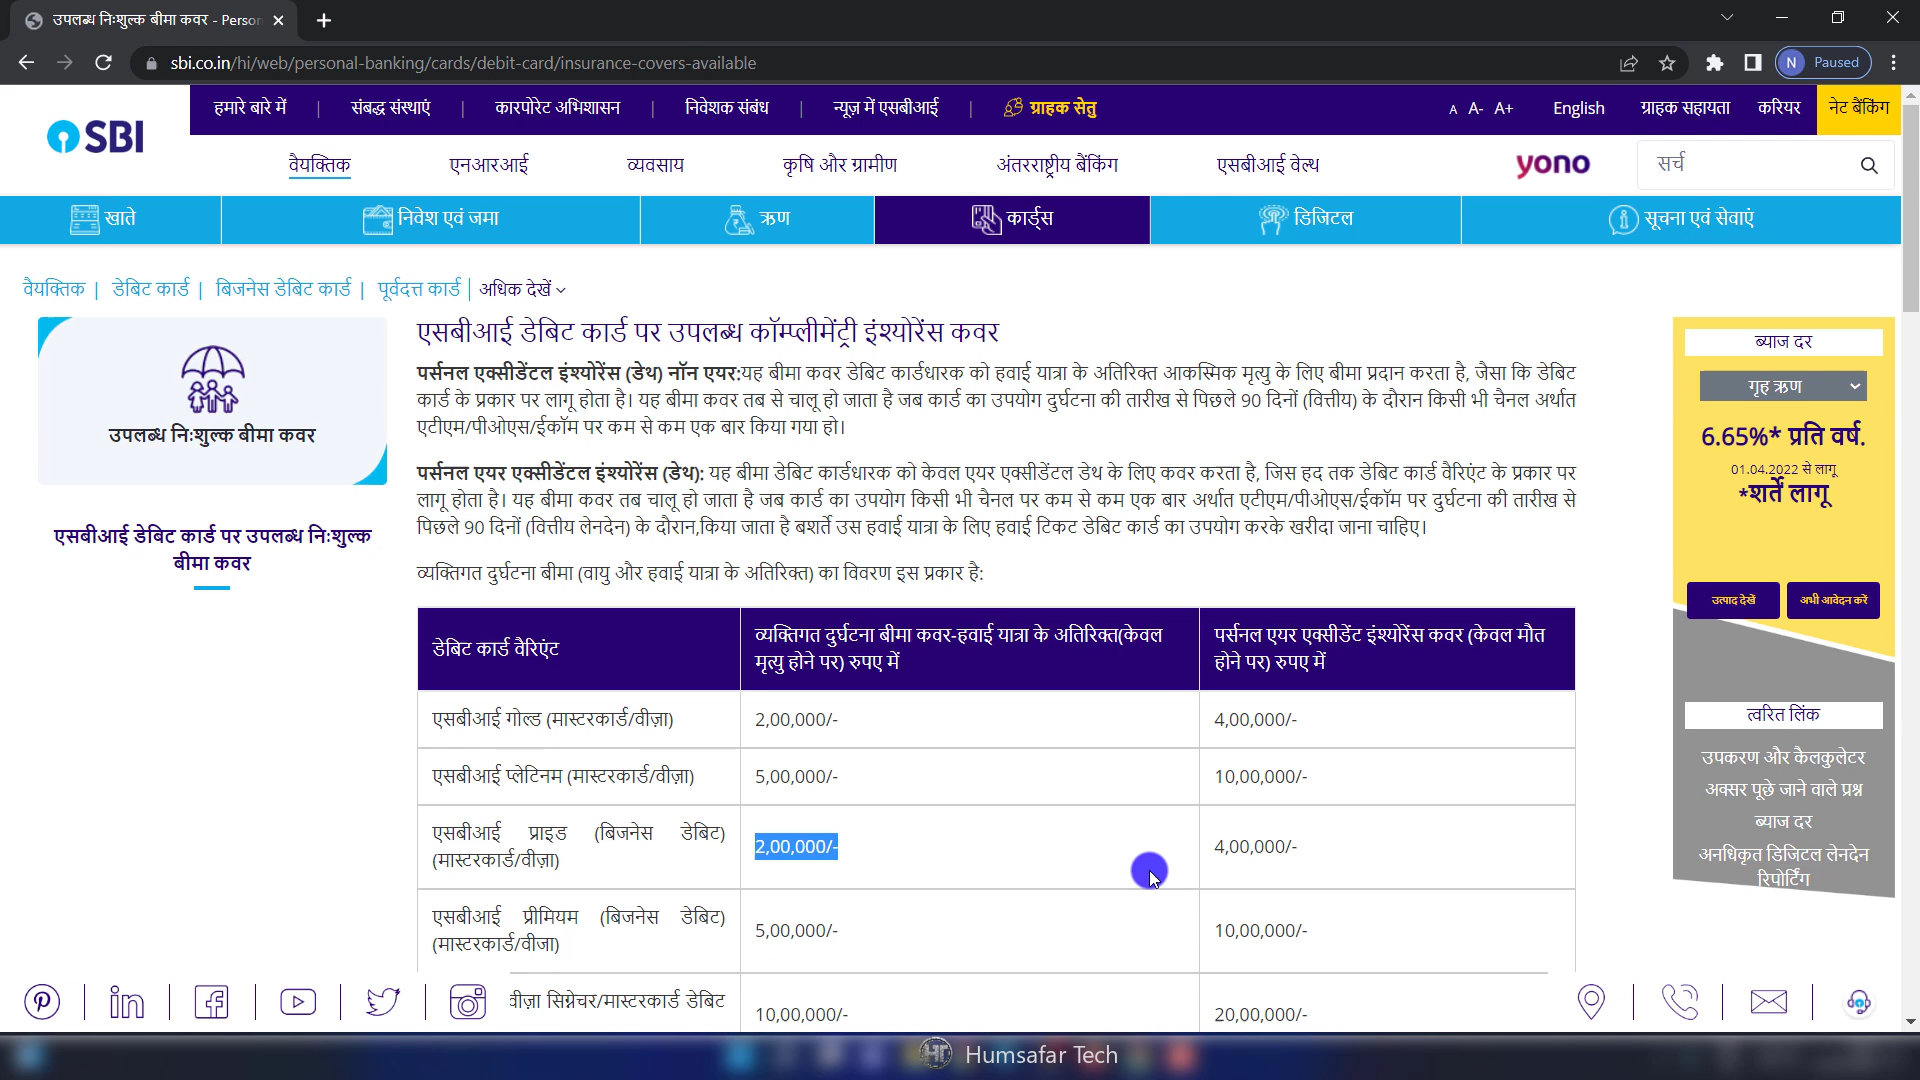 उपलब्ध निःशुल्क बीमा कवर - Person
sbi.co.in/hi/web/personal-banking/cards/debit-card/insurance-covers-available
N Paused
SBI
हमारे बारे में | संबद्ध संस्थाएं | कारपोरेट अभिशासन | निवेशक संबंध | न्यूज़ में एसबीआई | ग्राहक सेतु
A A- A+ English ग्राहक सहायता करियर नेट बैंकिंग
वैयक्तिक एनआरआई व्यवसाय कृषि और ग्रामीण अंतरराष्ट्रीय बैंकिंग एसबीआई वेल्थ yono सर्च
खाते निवेश एवं जमा ऋण कार्ड्स डिजिटल सूचना एवं सेवाएं
वैयक्तिक | डेबिट कार्ड | बिजनेस डेबिट कार्ड | पूर्वदत्त कार्ड | अधिक देखें
उपलब्ध निःशुल्क बीमा कवर
एसबीआई डेबिट कार्ड पर उपलब्ध निःशुल्क
बीमा कवर
एसबीआई डेबिट कार्ड पर उपलब्ध कॉम्प्लीमेंट्री इंश्योरेंस कवर
पर्सनल एक्सीडेंटल इंश्योरेंस (डेथ) नॉन एयर:यह बीमा कवर डेबिट कार्डधारक को हवाई यात्रा के अतिरिक्त आकस्मिक मृत्यु के लिए बीमा प्रदान करता है, जैसा कि डेबिट
कार्ड के प्रकार पर लागू होता है। यह बीमा कवर तब से चालू हो जाता है जब कार्ड का उपयोग दुर्घटना की तारीख से पिछले 90 दिनों (वित्तीय) के दौरान किसी भी चैनल अर्थात
एटीएम/पीओएस/ईकॉम पर कम से कम एक बार किया गया हो।
पर्सनल एयर एक्सीडेंटल इंश्योरेंस (डेथ): यह बीमा डेबिट कार्डधारक को केवल एयर एक्सीडेंटल डेथ के लिए कवर करता है, जिस हद तक डेबिट कार्ड वैरिएंट के प्रकार पर
लागू होता है। यह बीमा कवर तब चालू हो जाता है जब कार्ड का उपयोग किसी भी चैनल पर कम से कम एक बार अर्थात एटीएम/पीओएस/ईकॉम पर दुर्घटना की तारीख से
पिछले 90 दिनों (वित्तीय लेनदेन) के दौरान,किया जाता है बशर्ते उस हवाई यात्रा के लिए हवाई टिकट डेबिट कार्ड का उपयोग करके खरीदा जाना चाहिए।
व्यक्तिगत दुर्घटना बीमा (वायु और हवाई यात्रा के अतिरिक्त) का विवरण इस प्रकार है:
डेबिट कार्ड वैरिएंट
व्यक्तिगत दुर्घटना बीमा कवर-हवाई यात्रा के अतिरिक्त(केवल
मृत्यु होने पर) रुपए में
पर्सनल एयर एक्सीडेंट इंश्योरेंस कवर (केवल मौत
होने पर) रुपए में
एसबीआई गोल्ड (मास्टरकार्ड/वीज़ा) 2,00,000/- 4,00,000/-
एसबीआई प्लेटिनम (मास्टरकार्ड/वीज़ा) 5,00,000/- 10,00,000/-
एसबीआई प्राइड (बिजनेस डेबिट)
(मास्टरकार्ड/वीज़ा)
2,00,000/- 4,00,000/-
एसबीआई प्रीमियम (बिजनेस डेबिट)
(मास्टरकार्ड/वीजा)
5,00,000/- 10,00,000/-
वीज़ा सिग्नेचर/मास्टरकार्ड डेबिट
10,00,000/- 20,00,000/-
ब्याज दर
गृह ऋण
6.65%* प्रति वर्ष.
01.04.2022 से लागू
*शर्तें लागू
उत्पाद देखें अभी आवेदन करें
त्वरित लिंक
उपकरण और कैलकुलेटर
अक्सर पूछे जाने वाले प्रश्न
ब्याज दर
अनधिकृत डिजिटल लेनदेन
रिपोर्टिंग
HT Humsafar Tech